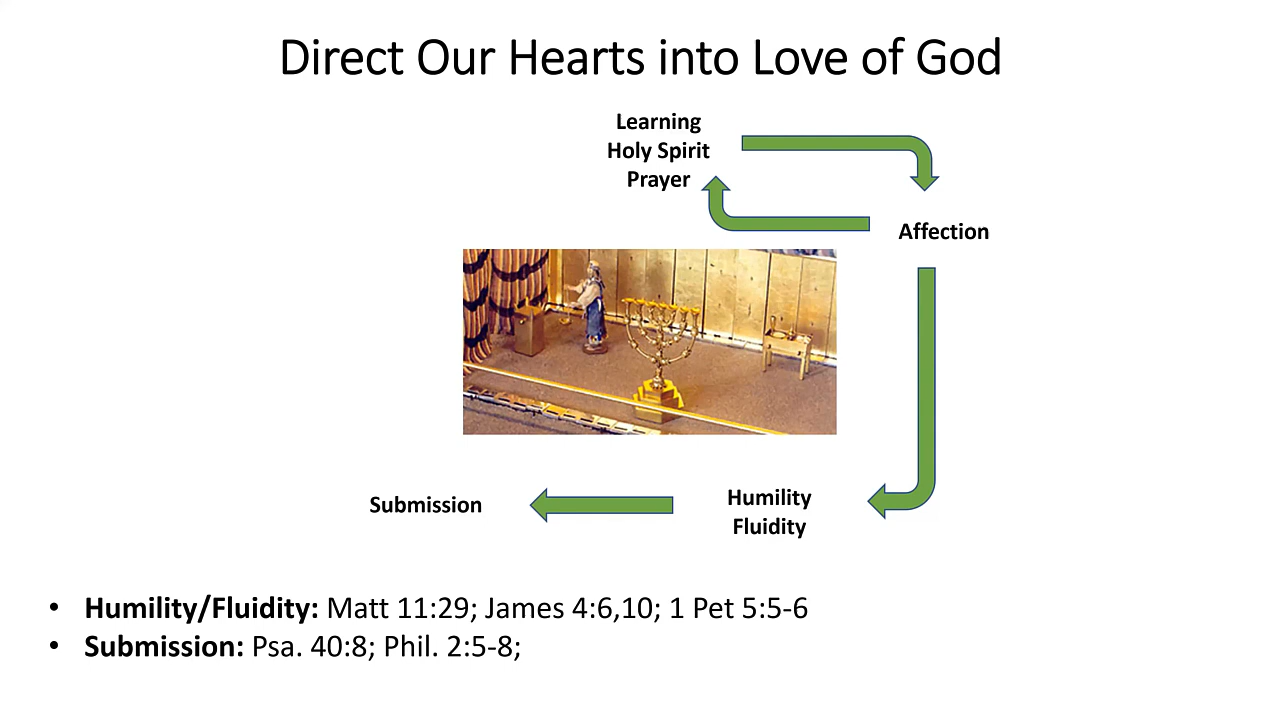 Direct Our Hearts into Love of God
Learning
Holy Spirit
Prayer
Affection
Humility
Fluidity
Submission
• Humility/Fluidity: Matt 11:29; James 4:6,10; 1 Pet 5:5-6
• Submission: Psa. 40:8; Phil. 2:5-8;